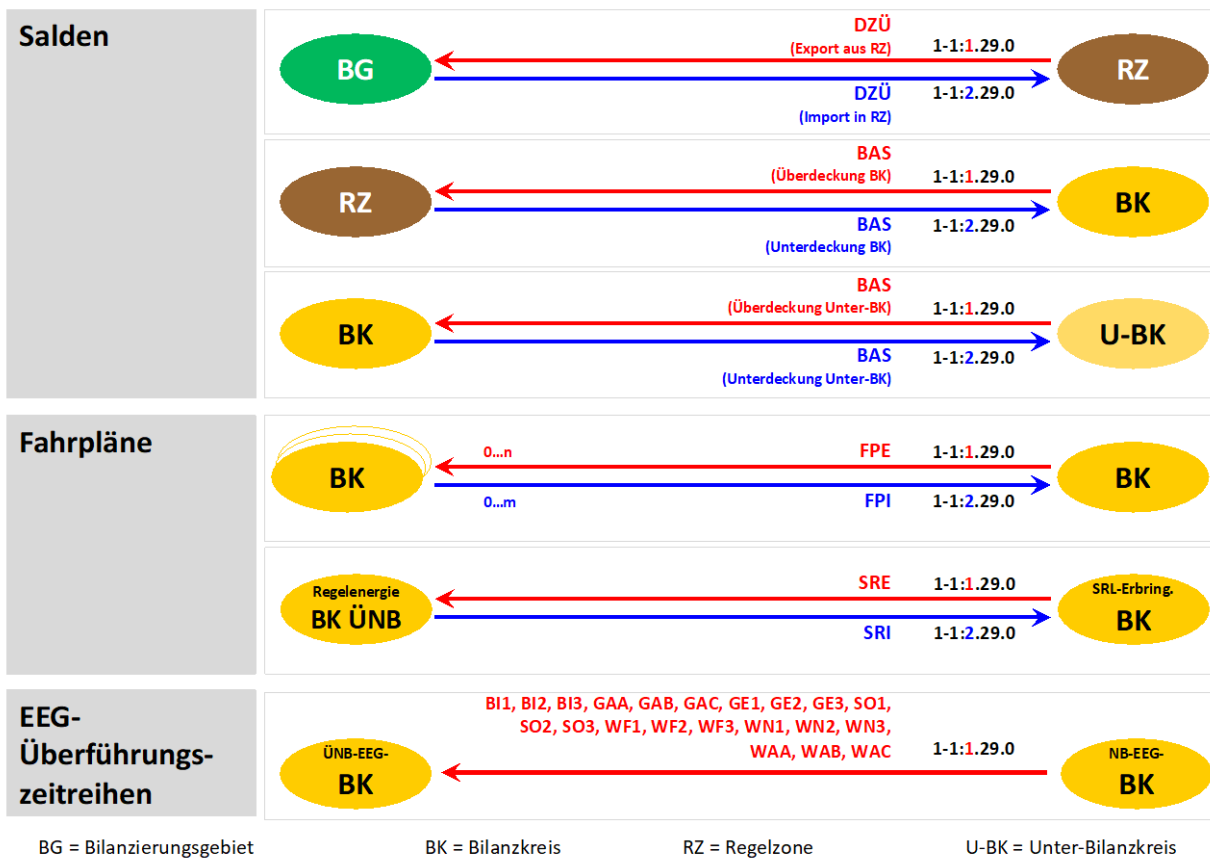 Salden
BG
DZÜ
(Export aus RZ)
1-1:1.29.0
DZÜ
(Import in RZ)
1-1:2.29.0
RZ
RZ
BAS
(Überdeckung BK)
1-1:1.29.0
BAS
(Unterdeckung BK)
1-1:2.29.0
BK
BK
BAS
(Überdeckung Unter-BK)
1-1:1.29.0
BAS
(Unterdeckung Unter-BK)
1-1:2.29.0
U-BK
Fahrpläne
BK
0...n
FPE
1-1:1.29.0
0...m
FPI
1-1:2.29.0
BK
Regelenergie
BK ÜNB
SRE
1-1:1.29.0
SRI
1-1:2.29.0
SRL-Erbring.
BK
EEG-
Überführungs-
zeitreihen
BI1, BI2, BI3, GAA, GAB, GAC, GE1, GE2, GE3, SO1,
SO2, SO3, WF1, WF2, WF3, WN1, WN2, WN3,
WAA, WAB, WAC
1-1:1.29.0
ÜNB-EEG-
BK
NB-EEG-
BK
BG = Bilanzierungsgebiet
BK = Bilanzkreis
RZ = Regelzone
U-BK = Unter-Bilanzkreis